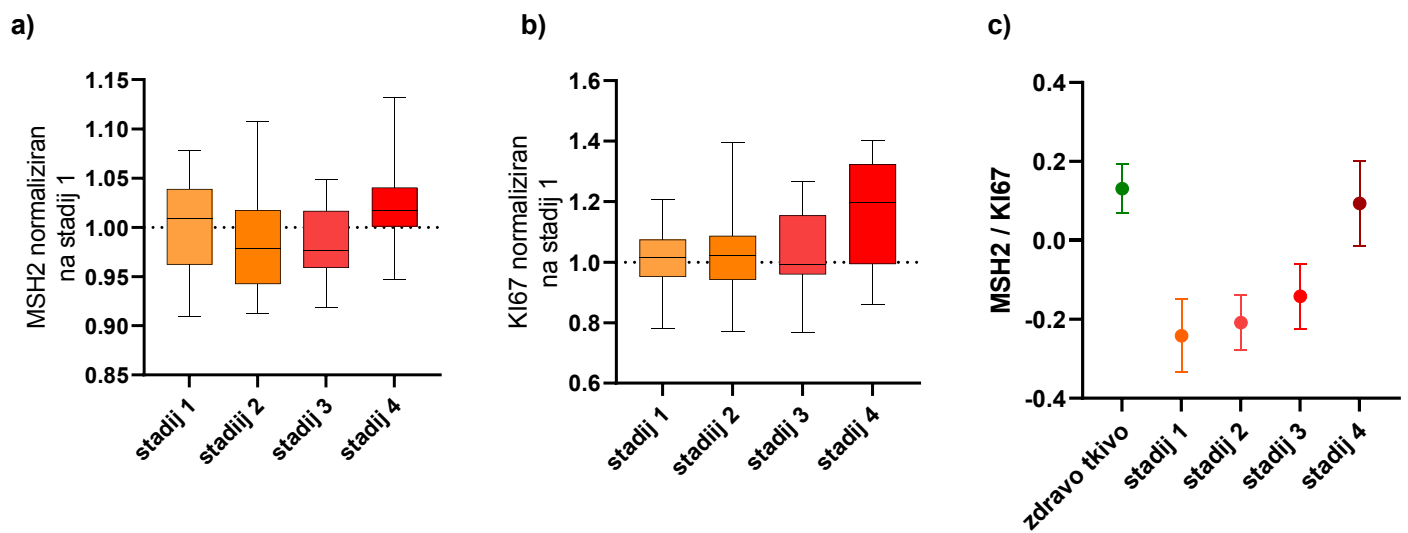 a)
MSH2 normaliziran
na stadij 1
1.15
1.10
1.05
1.00
0.95
0.90
0.85
stadij 1
stadiij 2
stadij 3
stadij 4
b)
KI67 normaliziran
na stadij 1
1.6
1.4
1.2
1.0
0.8
0.6
stadij 1
stadiij 2
stadij 3
stadij 4
c)
MSH2 / KI67
0.4
0.2
0.0
-0.2
-0.4
zdravo tkivo
stadij 1
stadij 2
stadij 3
stadij 4